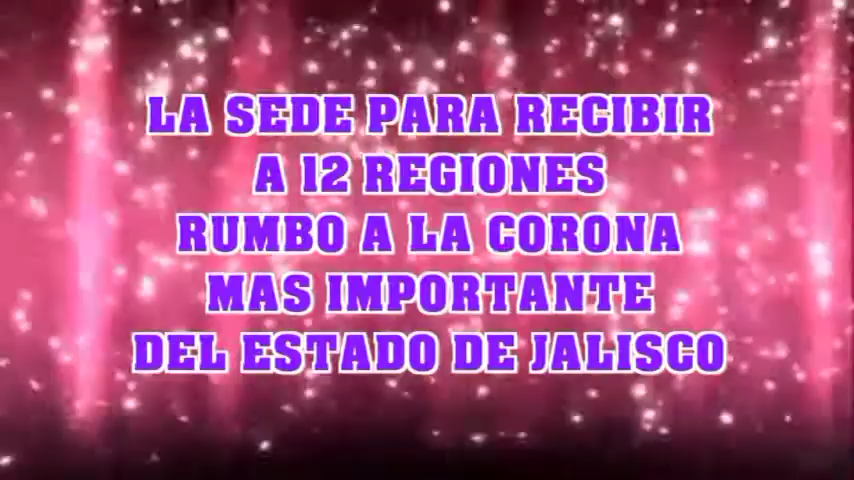 LA SEDE PARA RECIBIR
A 12 REGIONES
RUMBO A LA CORONA
MAS IMPORTANTE
DEL ESTADO DE JALISCO